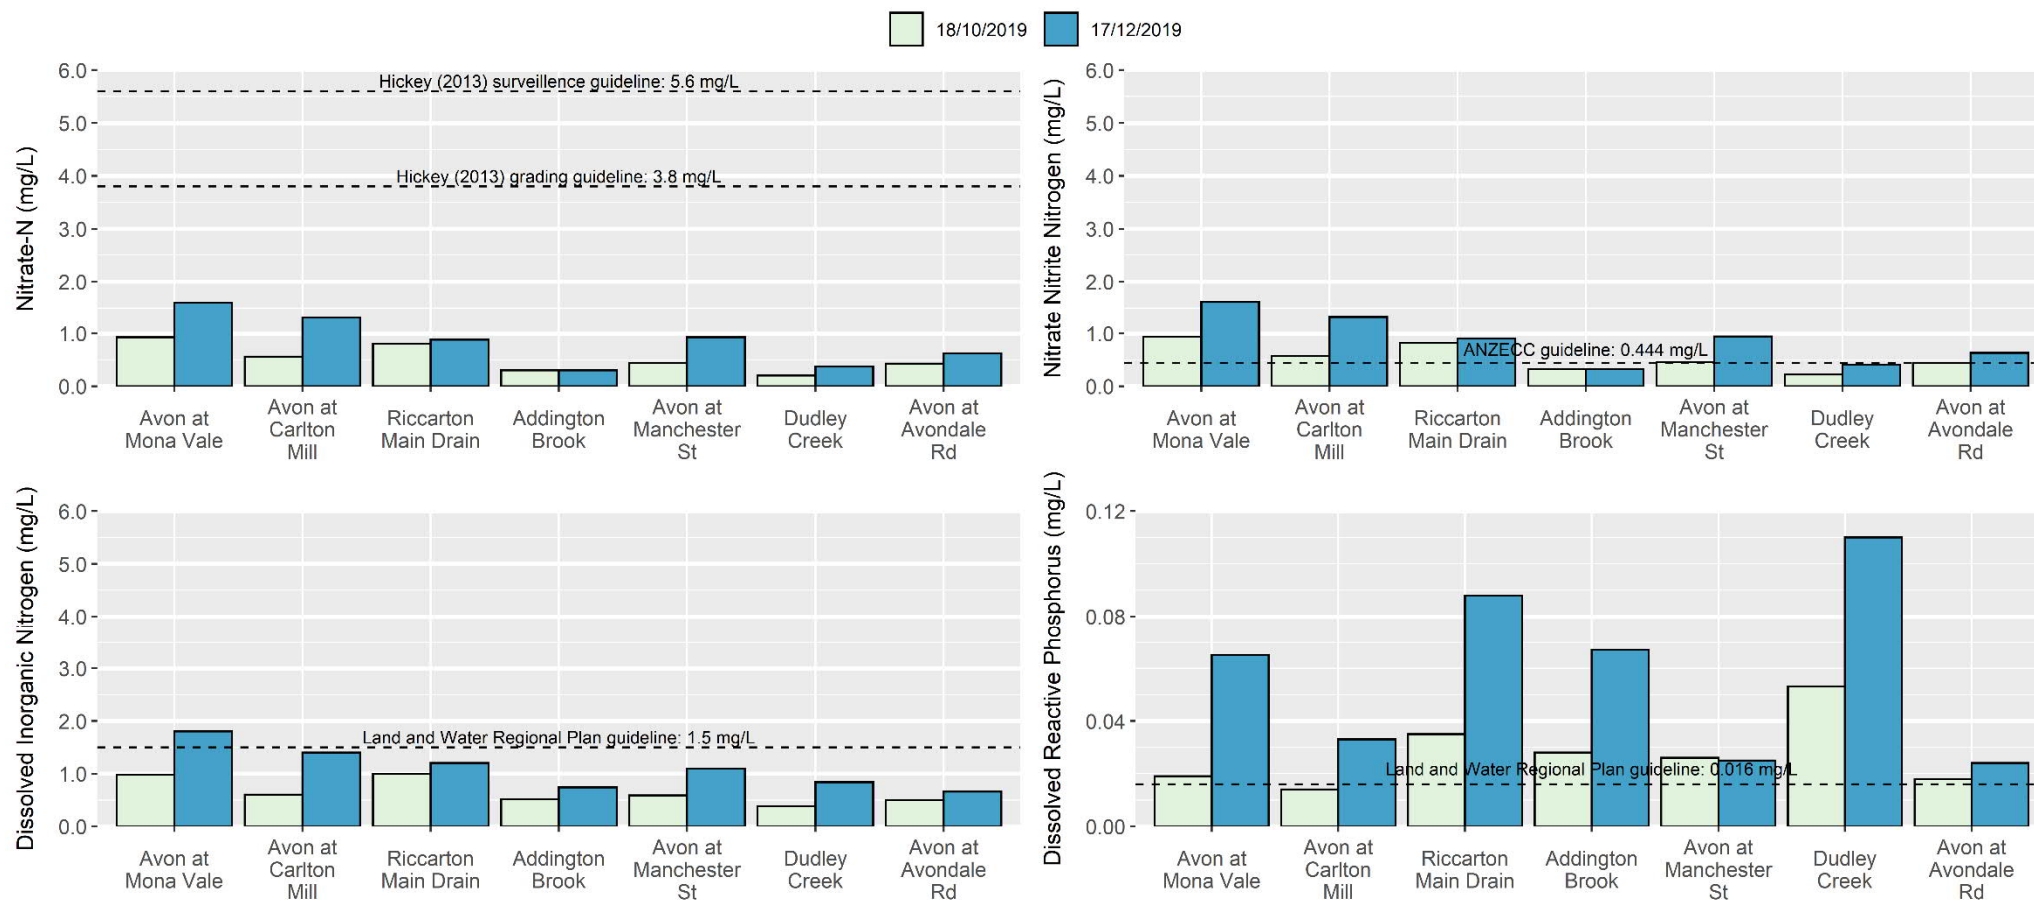 18/10/2019 17/12/2019
Nitrate-N (mg/L)
6.0
5.0
4.0
3.0
2.0
1.0
0.0
Hickey (2013) surveillence guideline: 5.6 mg/L
Hickey (2013) grading guideline: 3.8 mg/L
Avon at
Mona Vale
Avon at
Carlton
Mill
Riccarton
Main Drain
Addington
Brook
Avon at
Manchester
St
Dudley
Creek
Avon at
Avondale
Rd
Nitrate Nitrite Nitrogen (mg/L)
6.0
5.0
4.0
3.0
2.0
1.0
0.0
ANZECC guideline: 0.444 mg/L
Avon at
Mona Vale
Avon at
Carlton
Mill
Riccarton
Main Drain
Addington
Brook
Avon at
Manchester
St
Dudley
Creek
Avon at
Avondale
Rd
Dissolved Inorganic Nitrogen (mg/L)
6.0
5.0
4.0
3.0
2.0
1.0
0.0
Land and Water Regional Plan guideline: 1.5 mg/L
Avon at
Mona Vale
Avon at
Carlton
Mill
Riccarton
Main Drain
Addington
Brook
Avon at
Manchester
St
Dudley
Creek
Avon at
Avondale
Rd
Dissolved Reactive Phosphorus (mg/L)
0.12
0.08
0.04
0.00
Land and Water Regional Plan guideline: 0.016 mg/L
Avon at
Mona Vale
Avon at
Carlton
Mill
Riccarton
Main Drain
Addington
Brook
Avon at
Manchester
St
Dudley
Creek
Avon at
Avondale
Rd